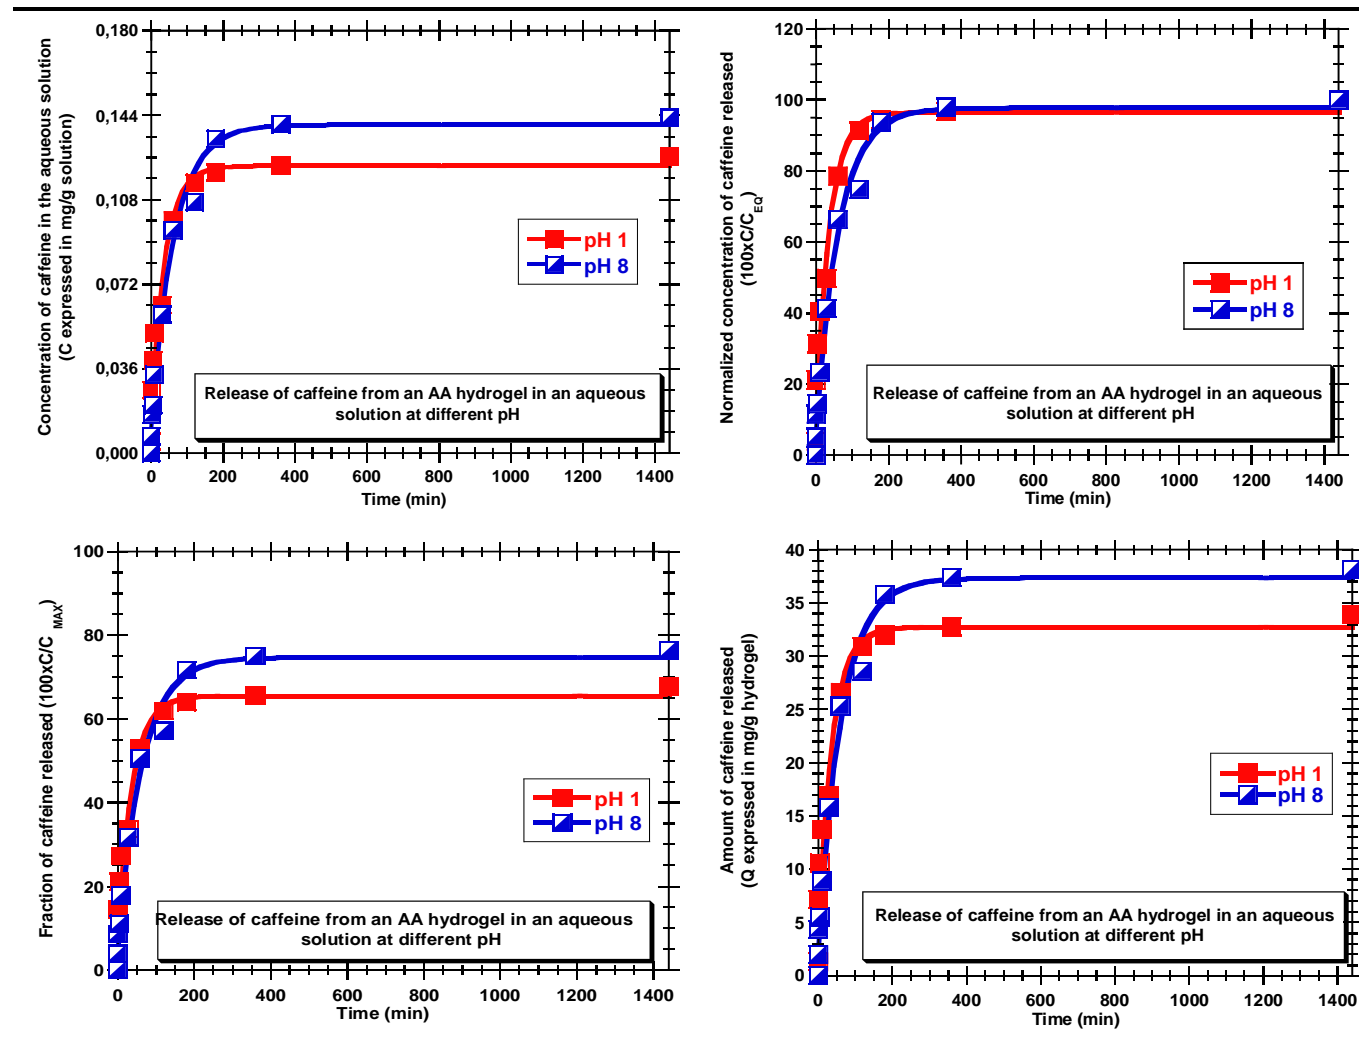 0,180
0,144
0,108
0,072
0,036
0,000
Concentration of caffeine in the aqueous solution
(C expressed in mg/g solution)
pH 1
pH 8
Release of caffeine from an AA hydrogel in an aqueous
solution at different pH
0 200 400 600 800 1000 1200 1400
Time (min)
120
100
80
60
40
20
0
Normalized concentration of caffeine released
(100xC/C_EQ)
pH 1
pH 8
Release of caffeine from an AA hydrogel in an aqueous
solution at different pH
0 200 400 600 800 1000 1200 1400
Time (min)
100
80
60
40
20
0
Fraction of caffeine released (100xC/C_MAX)
pH 1
pH 8
Release of caffeine from an AA hydrogel in an aqueous
solution at different pH
0 200 400 600 800 1000 1200 1400
Time (min)
40
35
30
25
20
15
10
5
0
Amount of caffeine released
(Q expressed in mg/g hydrogel)
pH 1
pH 8
Release of caffeine from an AA hydrogel in an aqueous
solution at different pH
0 200 400 600 800 1000 1200 1400
Time (min)